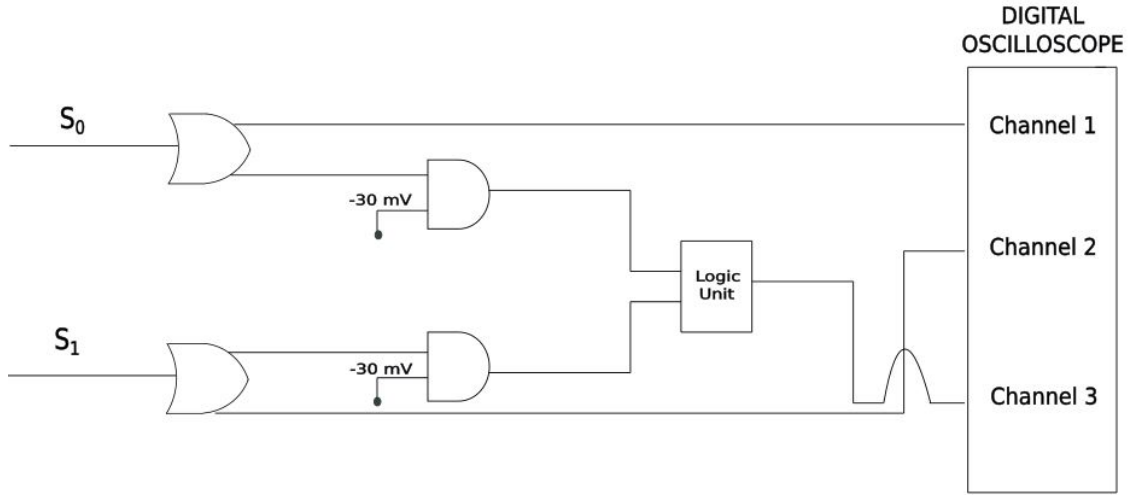 DIGITAL
OSCILLOSCOPE
S0
Channel 1
-30 mV
Channel 2
Logic
Unit
S1
-30 mV
Channel 3